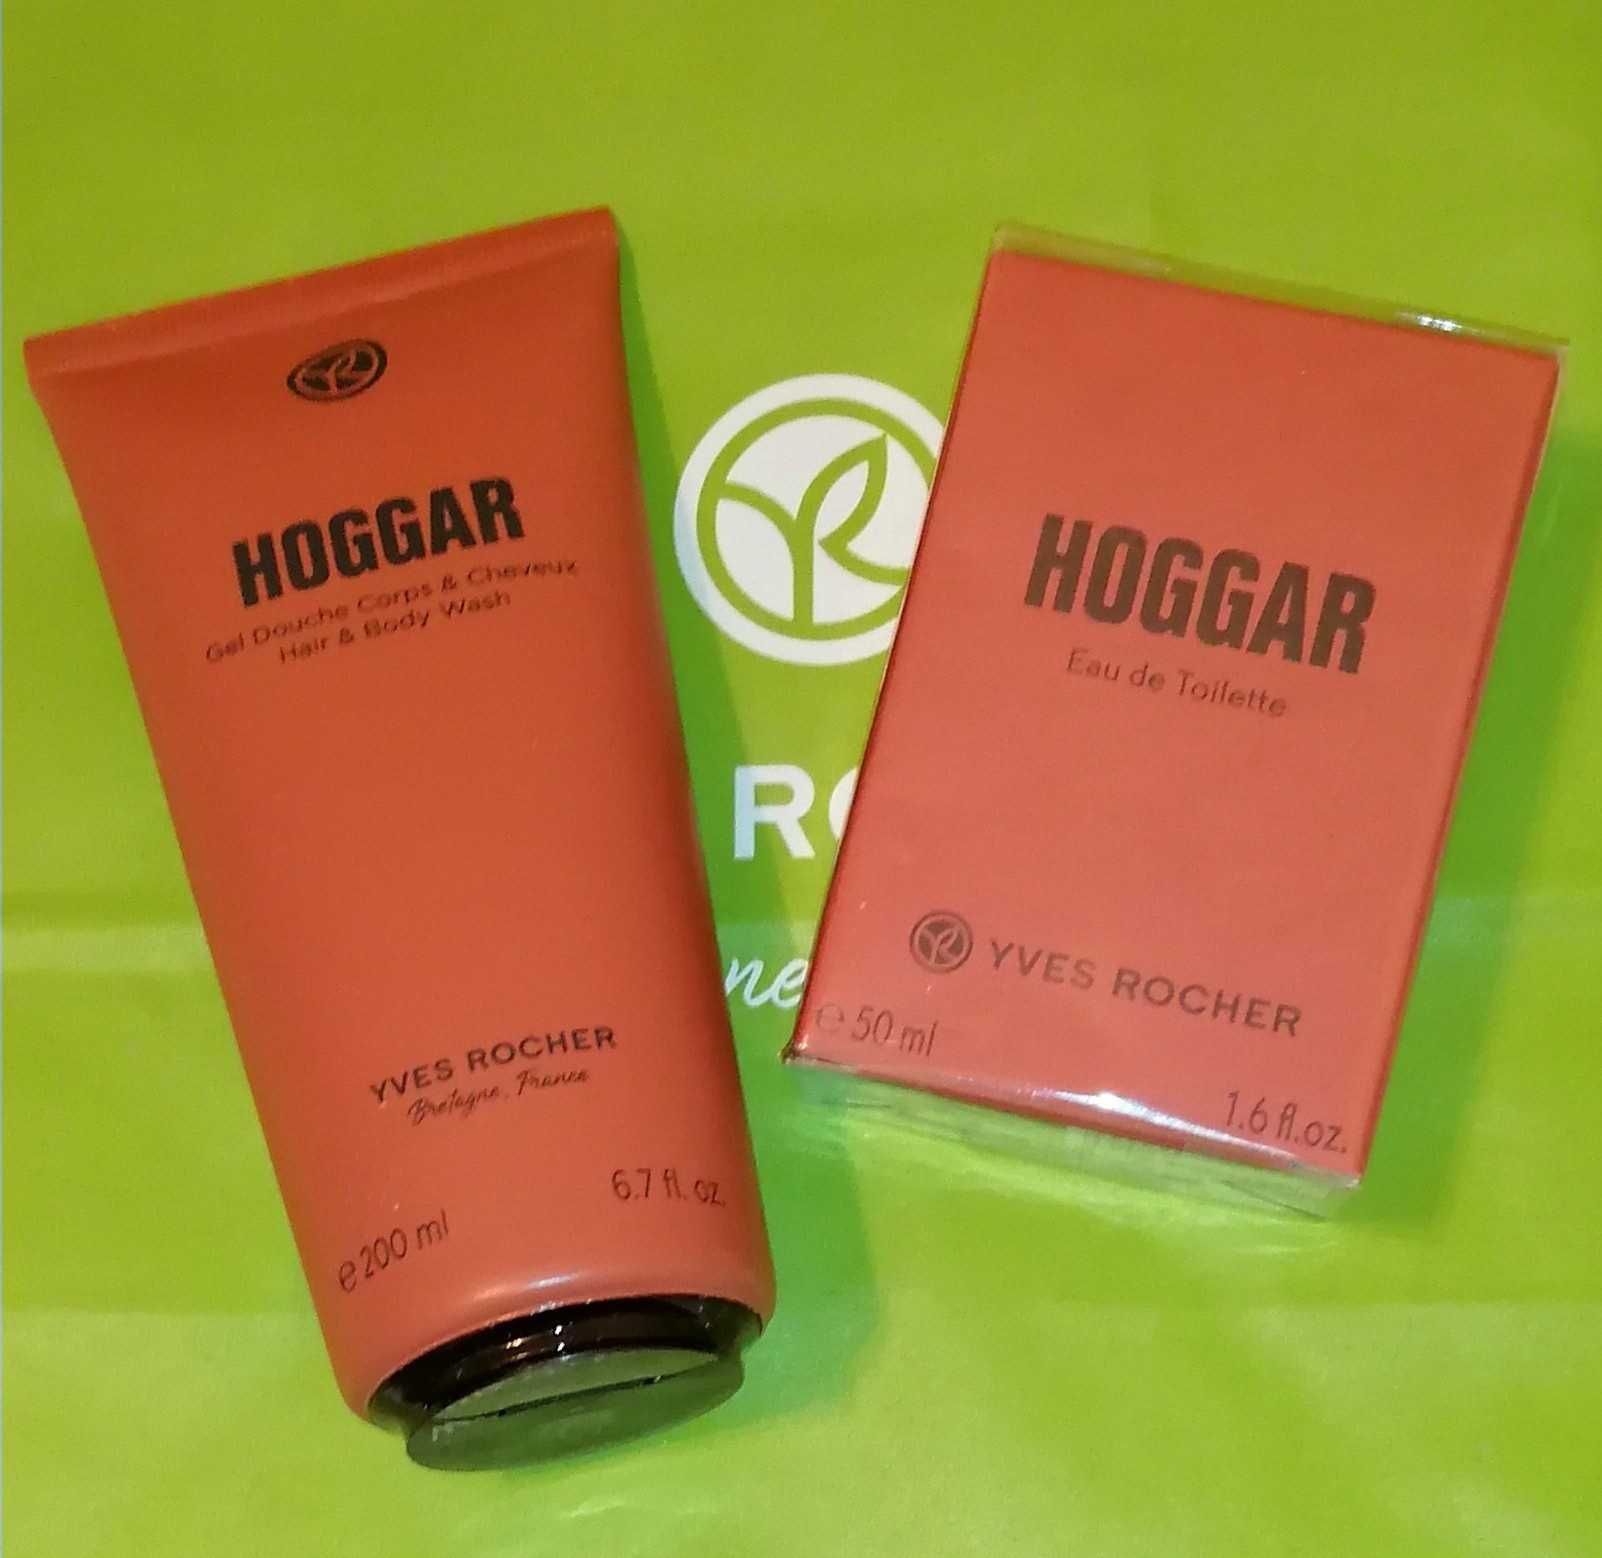 HOGGAR
Gel Douche Corps & Cheveux
Hair & Body Wash
YVES ROCHER
Bretagne, France
e 200 ml
6.7 fl. oz.
HOGGAR
Eau de Toilette
YVES ROCHER
e 50 ml
1.6 fl.oz.